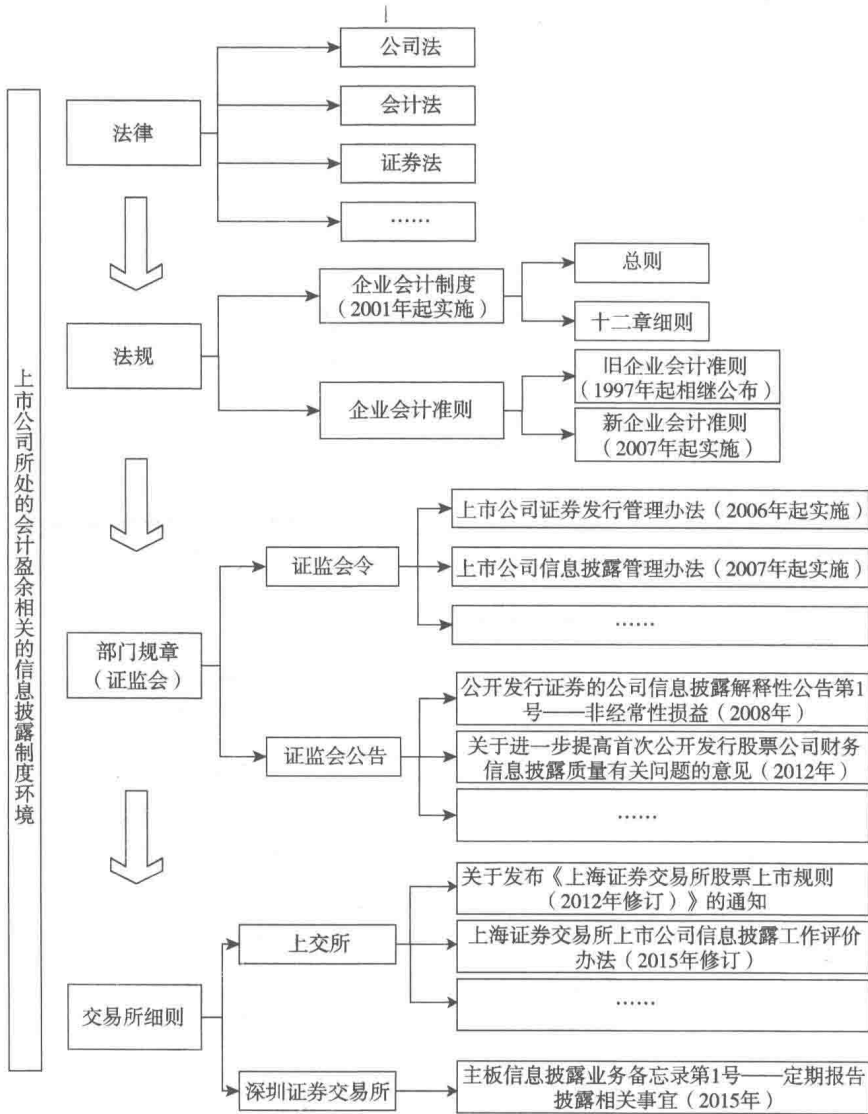 上市公司所处的会计盈余相关的信息披露制度环境
法律
公司法
会计法
证券法
……
法规
企业会计制度
（2001年起实施）
总则
十二章细则
企业会计准则
旧企业会计准则
（1997年起相继公布）
新企业会计准则
（2007年起实施）
部门规章
（证监会）
证监会令
上市公司证券发行管理办法（2006年起实施）
上市公司信息披露管理办法（2007年起实施）
……
证监会公告
公开发行证券的公司信息披露解释性公告第1
号——非经常性损益（2008年）
关于进一步提高首次公开发行股票公司财务
信息披露质量有关问题的意见（2012年）
……
交易所细则
上交所
关于发布《上海证券交易所股票上市规则
（2012年修订）》的通知
上海证券交易所上市公司信息披露工作评价
办法（2015年修订）
……
深圳证券交易所
主板信息披露业务备忘录第1号——定期报告
披露相关事宜（2015年）